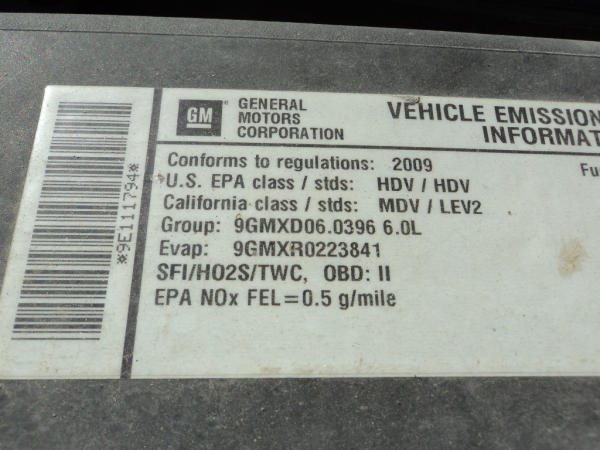 *9E111794*
GM
GENERAL
MOTORS
CORPORATION
VEHICLE EMISSION
INFORMAT
Conforms to regulations: 2009
Fu
U.S. EPA class / stds: HDV / HDV
California class / stds: MDV / LEV2
Group: 9GMXD06.0396 6.0L
Evap: 9GMXR0223841
SFI/HO2S/TWC, OBD: II
EPA NOx FEL=0.5 g/mile